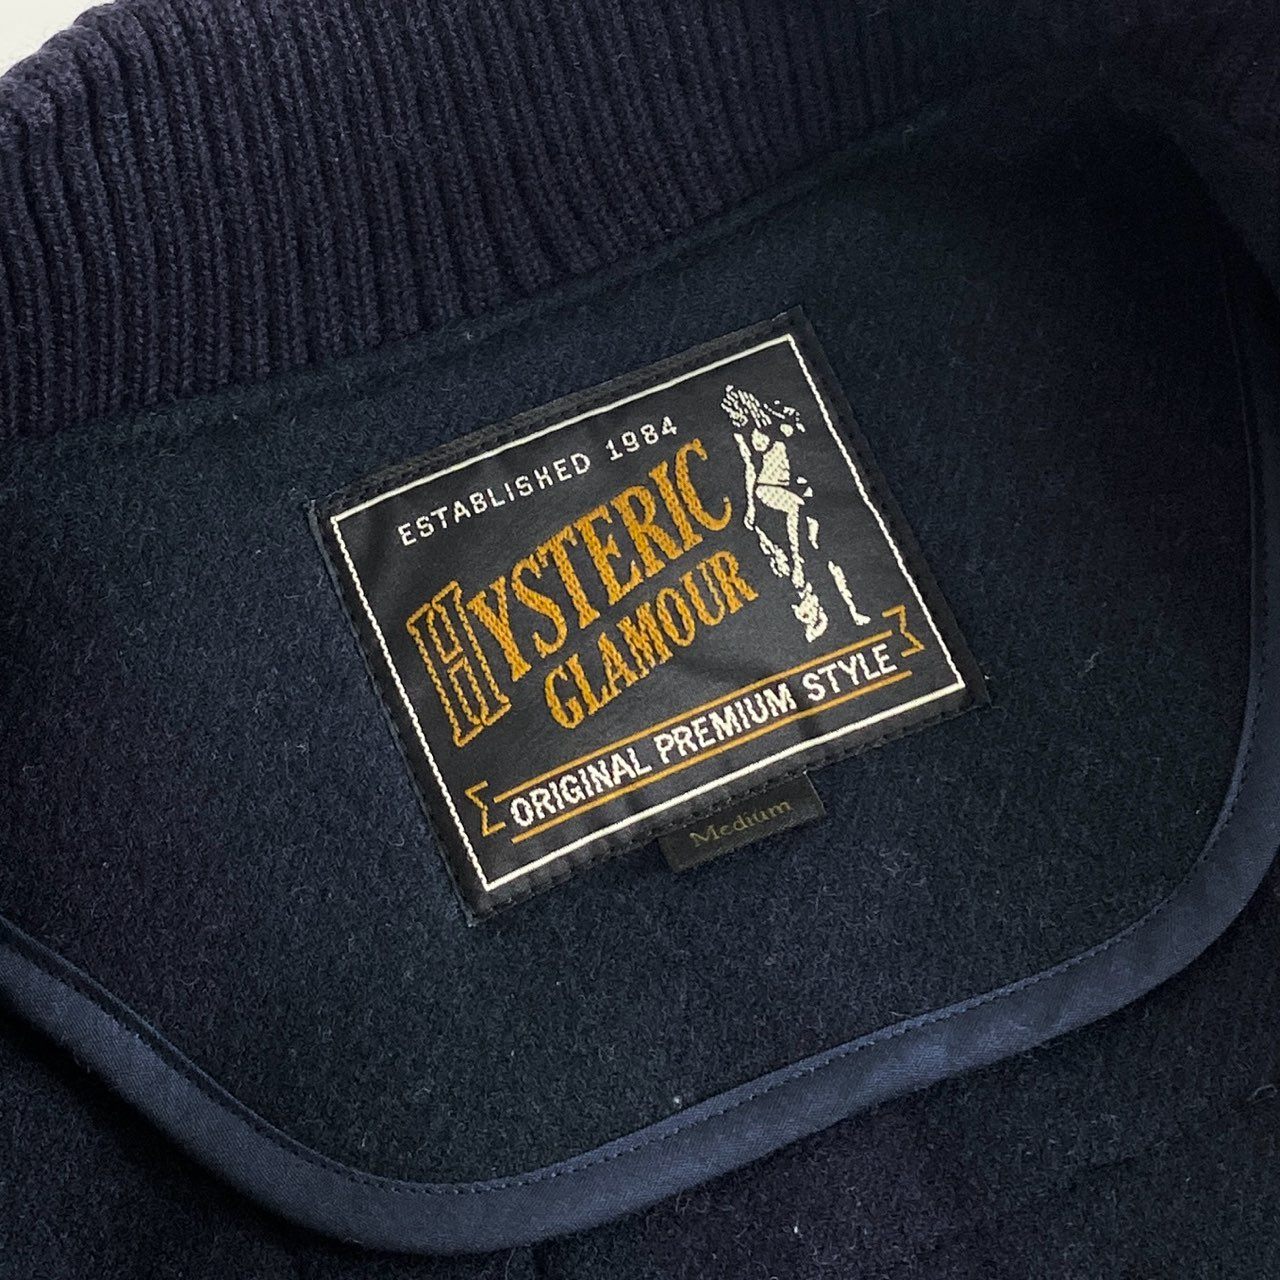 ESTABLISHED 1984
HYSTERIC
GLAMOUR
ORIGINAL PREMIUM STYLE
Medium